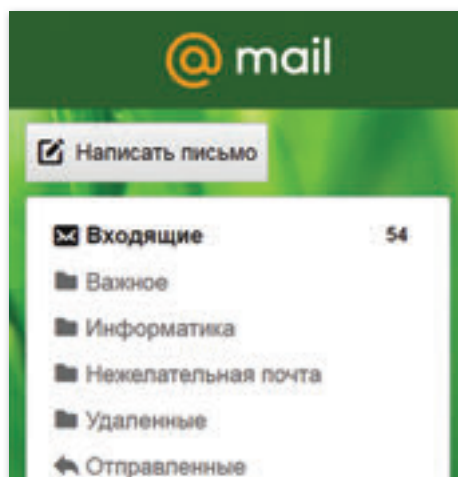 @ mail
Написать письмо
Входящие 54
Важное
Информатика
Нежелательная почта
Удаленные
Отправленные